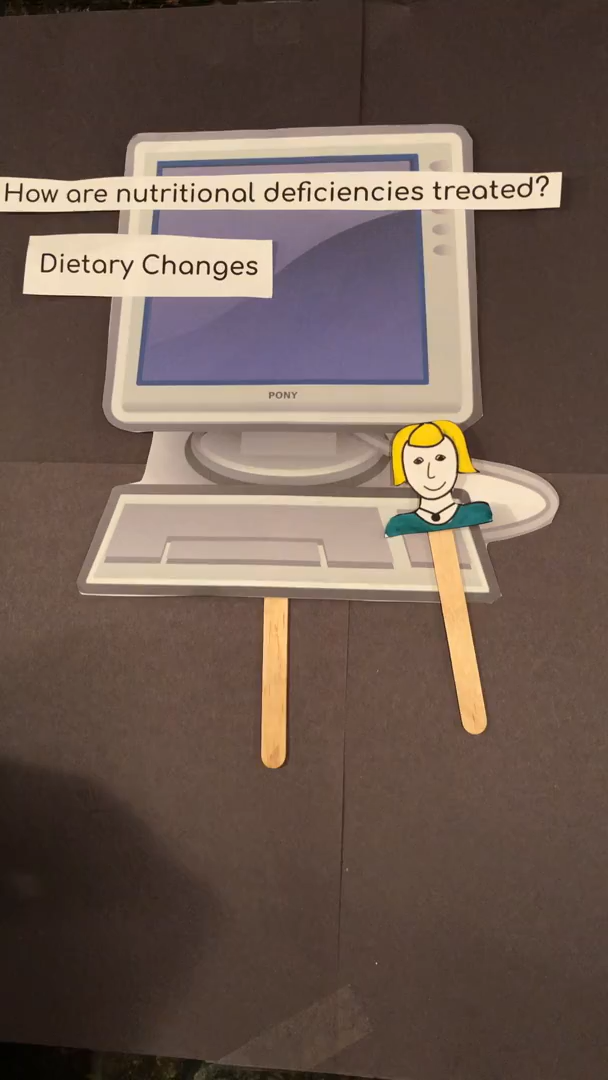 How are nutritional deficiencies treated?
Dietary Changes
PONY